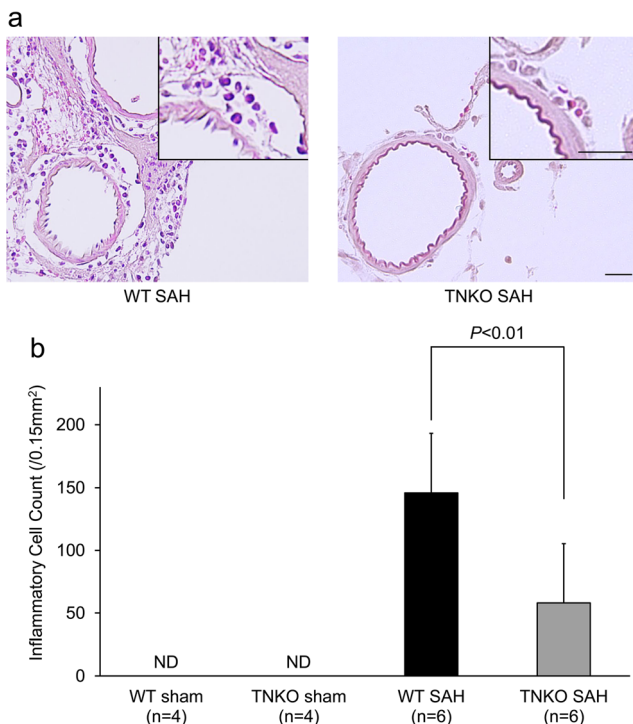 a
WT SAH
TNKO SAH
b
P<0.01
Inflammatory Cell Count (/0.15mm²)
200
150
100
50
0
ND
ND
WT sham
(n=4)
TNKO sham
(n=4)
WT SAH
(n=6)
TNKO SAH
(n=6)